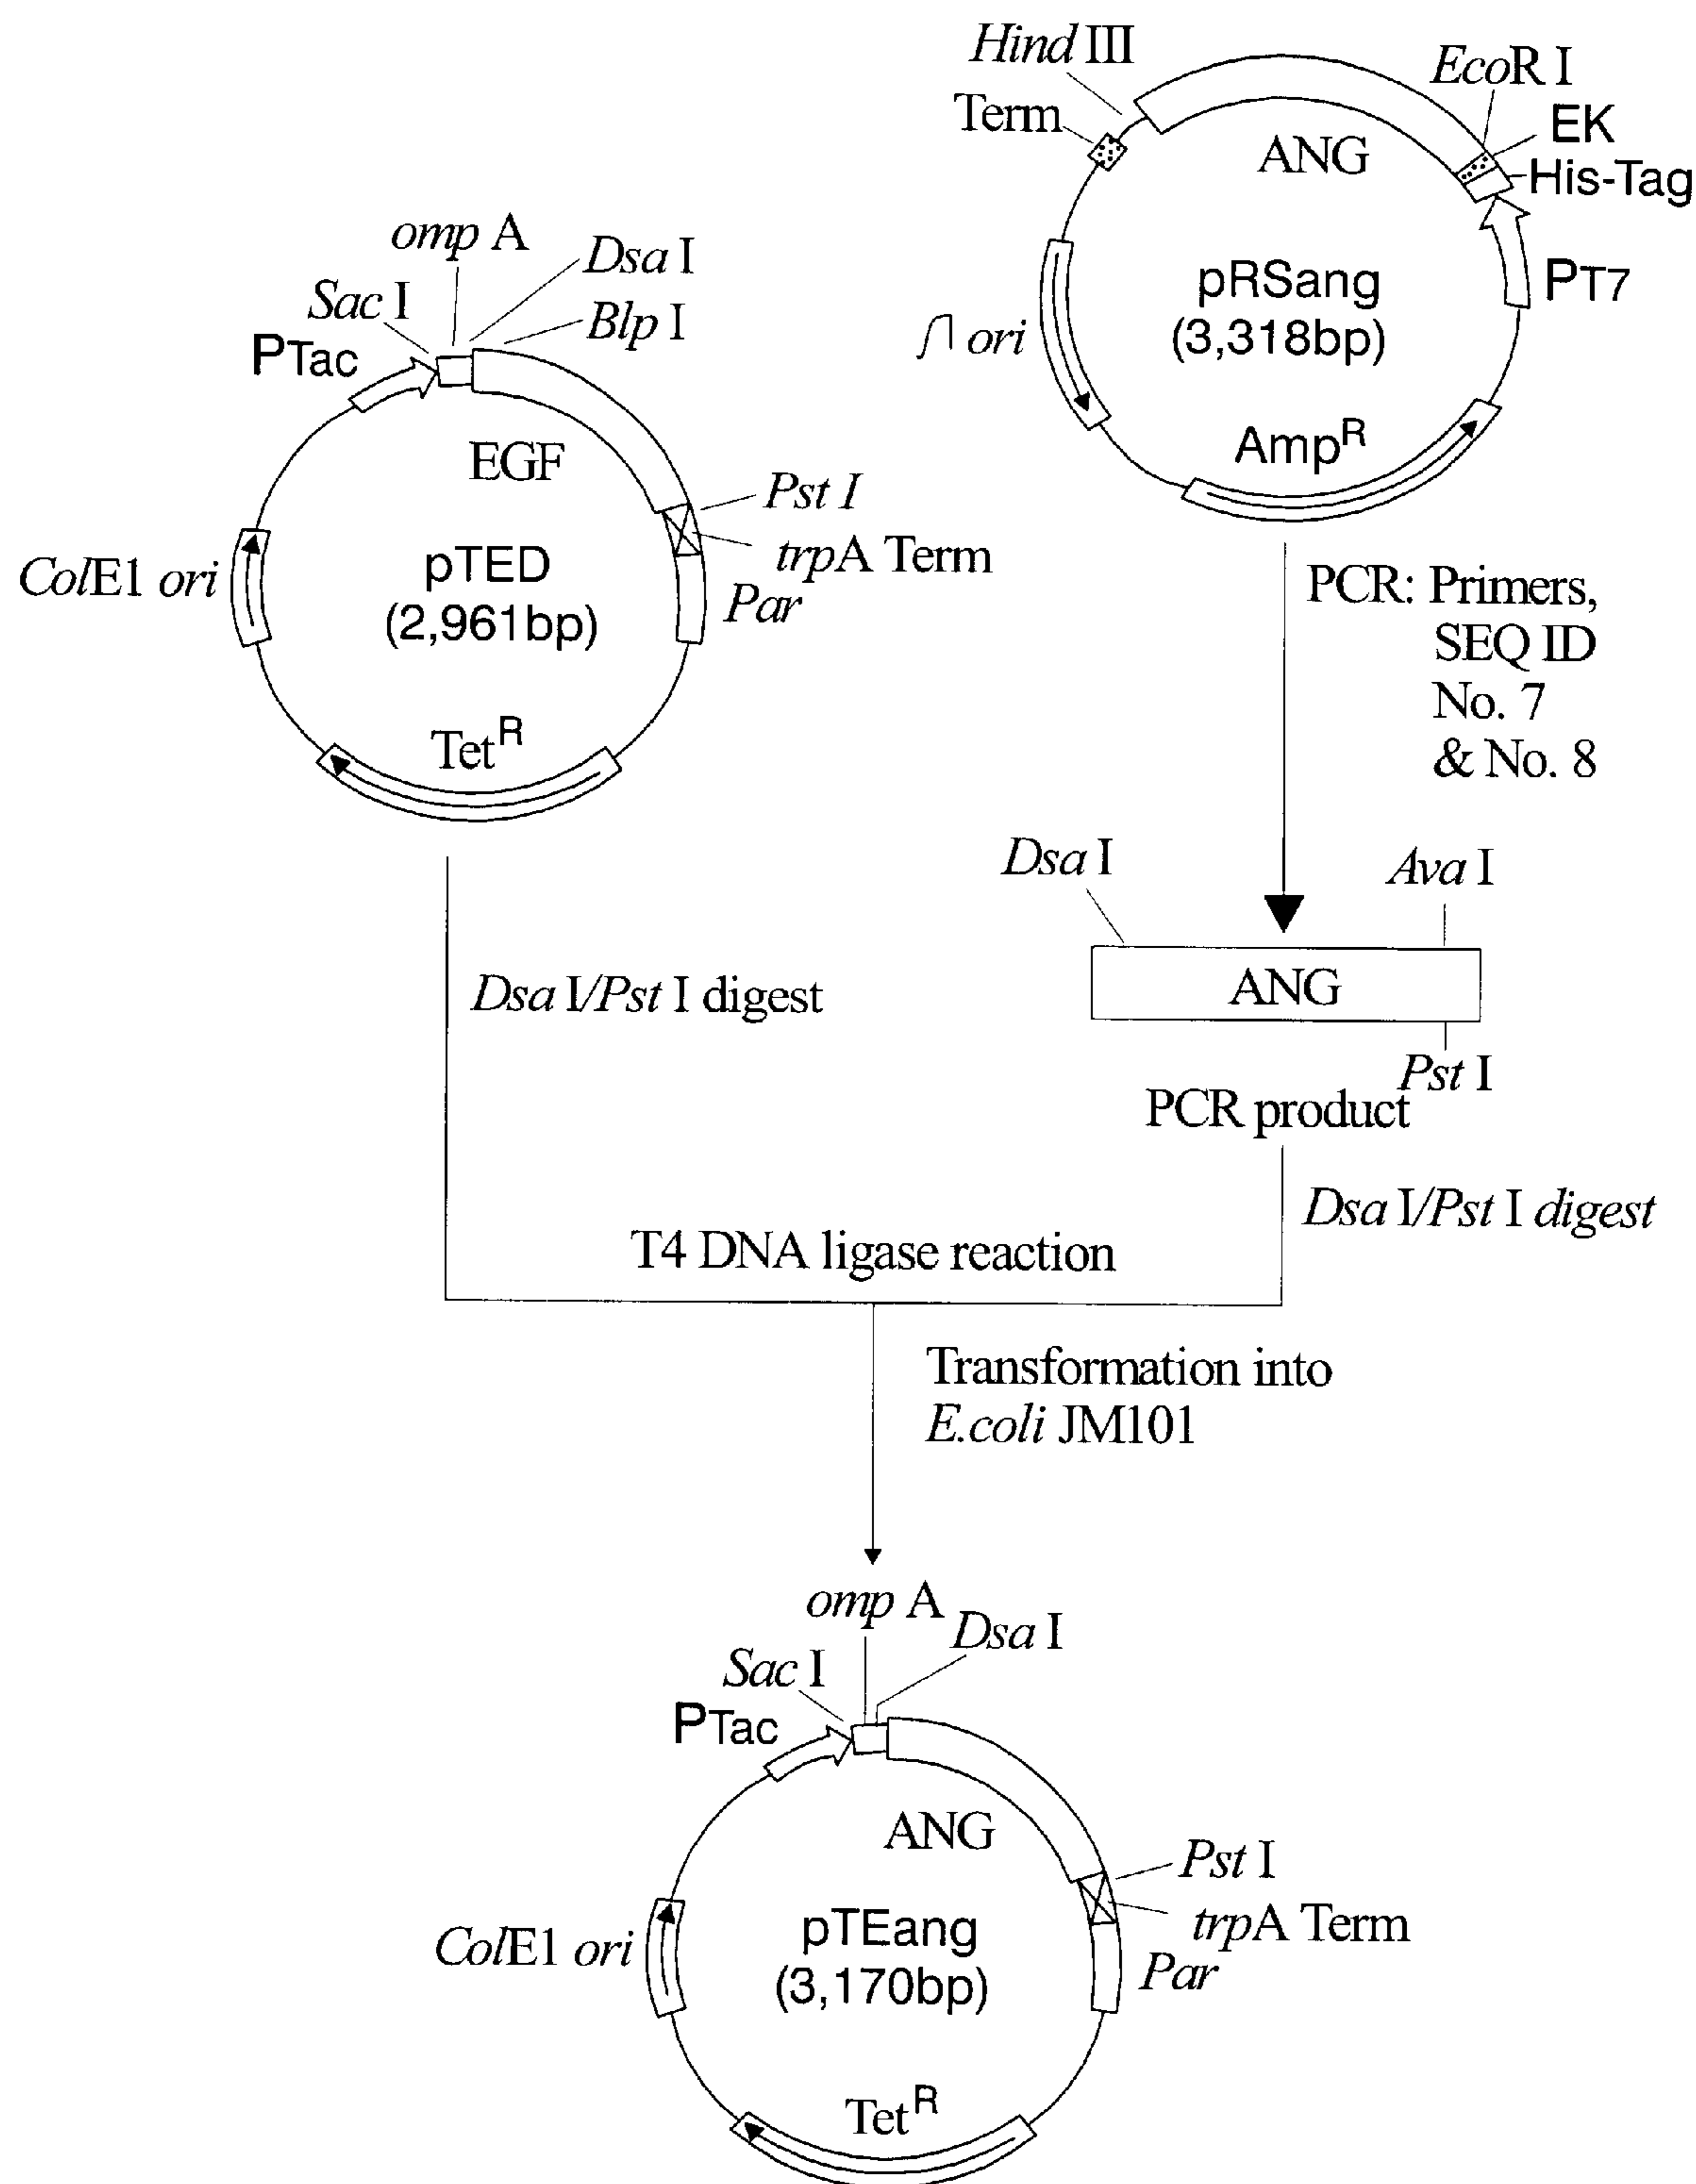 Hind III
EcoR I
Term
EK
ANG
His-Tag
omp A
Dsa I
Sac I
Blp I
PTac
pRSang
(3,318bp)
PT7
f1 ori
AmpR
EGF
Pst I
trpA Term
ColE1 ori
pTED
(2,961bp)
Par
PCR: Primers,
SEQ ID
No. 7
& No. 8
TetR
Dsa I
Ava I
Dsa I/Pst I digest
ANG
Pst I
PCR product
Dsa I/Pst I digest
T4 DNA ligase reaction
Transformation into
E.coli JM101
omp A
Dsa I
Sac I
PTac
ANG
Pst I
trpA Term
ColE1 ori
pTEang
(3,170bp)
Par
TetR